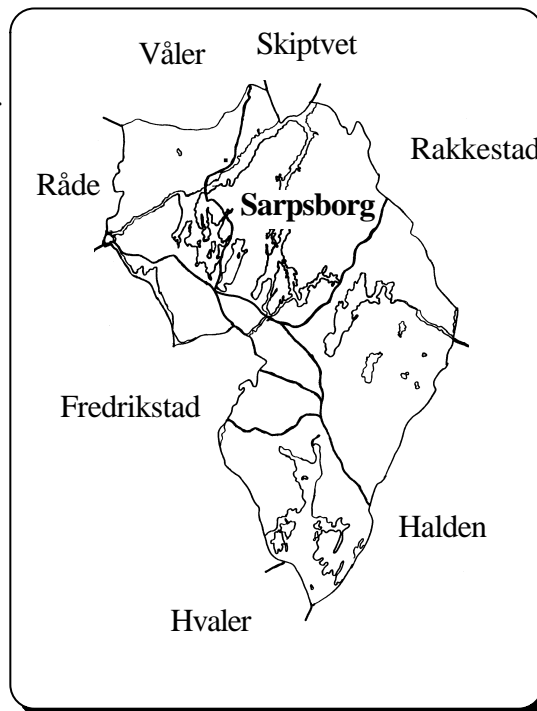 Våler
Skiptvet
Rakkestad
Råde
Sarpsborg
Fredrikstad
Halden
Hvaler